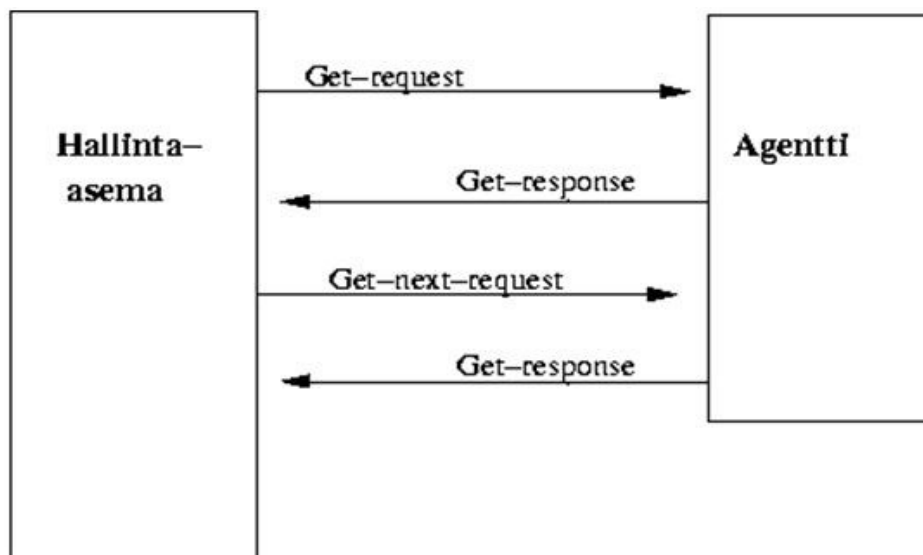 Get–request
Hallinta–
asema
Agentti
Get–response
Get–next–request
Get–response